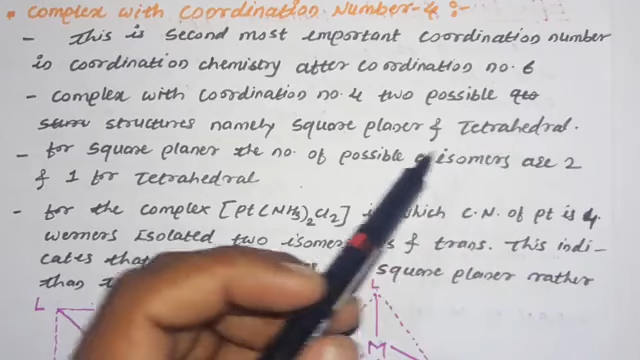 • Complex with Coordination Number-4 :-
- This is second most important coordination number
in coordination chemistry after coordination no. 6
- complex with coordination no. 4 two possible
structures namely square planer & Tetrahedral.
- for square planer the no. of possible isomers are 2
& 1 for Tetrahedral
- for the complex [pt(NH3)2Cl2] which C.N. of pt is 4
werners Isolated two isomer & trans. This indi-
cates that square planer rather
than
L L
M